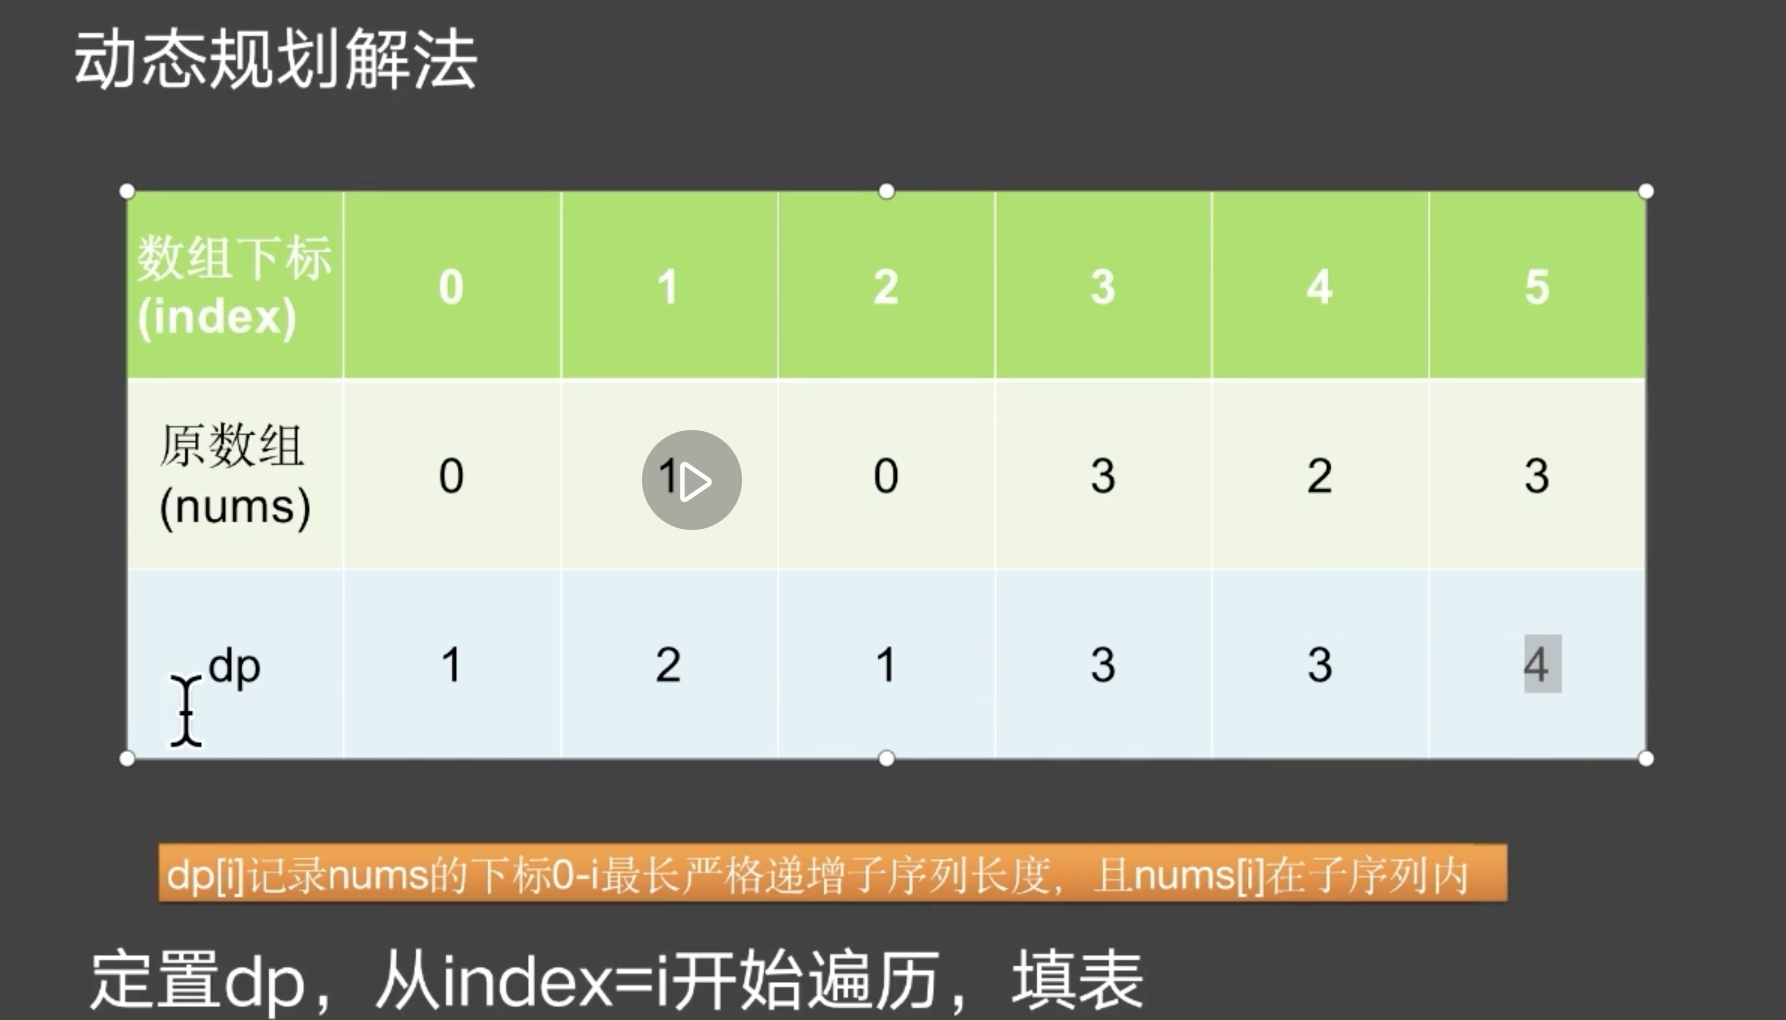 动态规划解法
数组下标 0 1 2 3 4 5
(index)
原数组 0 1 0 3 2 3
(nums)
dp 1 2 1 3 3 4
dp[i]记录nums的下标0-i最长严格递增子序列长度，且nums[i]在子序列内
定置dp，从index=i开始遍历，填表